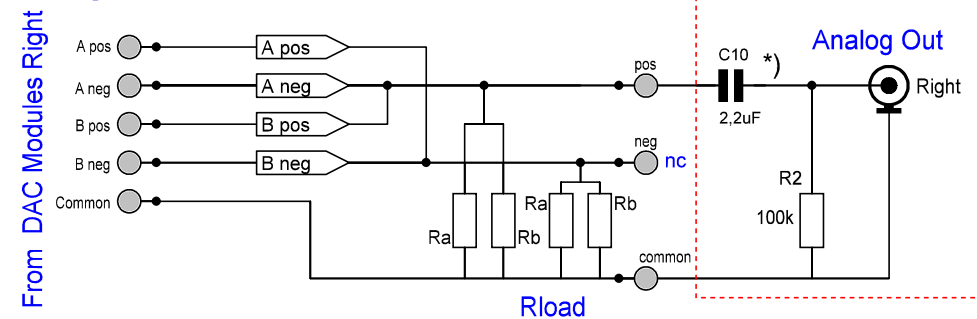 From DAC Modules Right
A pos
A neg
B pos
B neg
Common
A pos
A neg
B pos
B neg
Ra
Rb
Ra
Rb
Rload
pos
neg
nc
common
C10
*)
2,2uF
R2
100k
Analog Out
Right